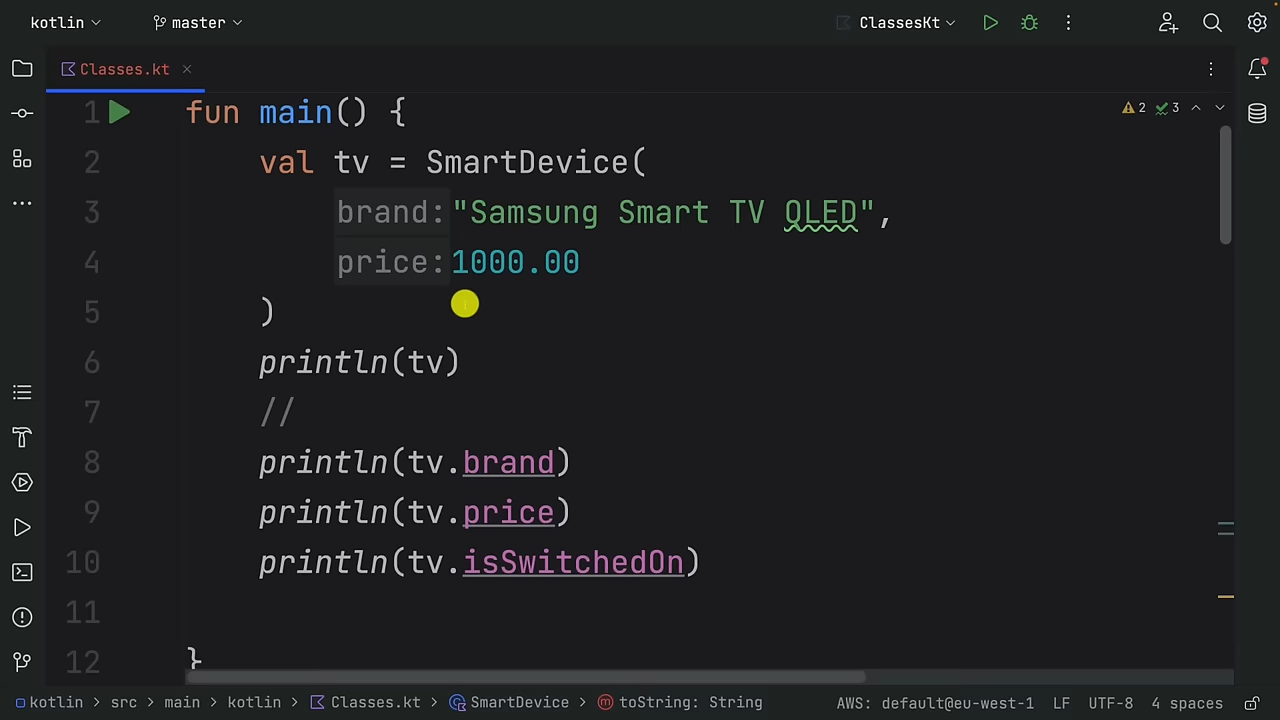 kotlin master ClassesKt
Classes.kt
1 fun main() { 2 3
2 val tv = SmartDevice(
3 brand: "Samsung Smart TV QLED",
4 price: 1000.00
5 )
6 println(tv)
7 //
8 println(tv.brand)
9 println(tv.price)
10 println(tv.isSwitchedOn)
11
12 }
kotlin > src > main > kotlin > Classes.kt > SmartDevice > m toString: String AWS: default@eu-west-1 LF UTF-8 4 spaces